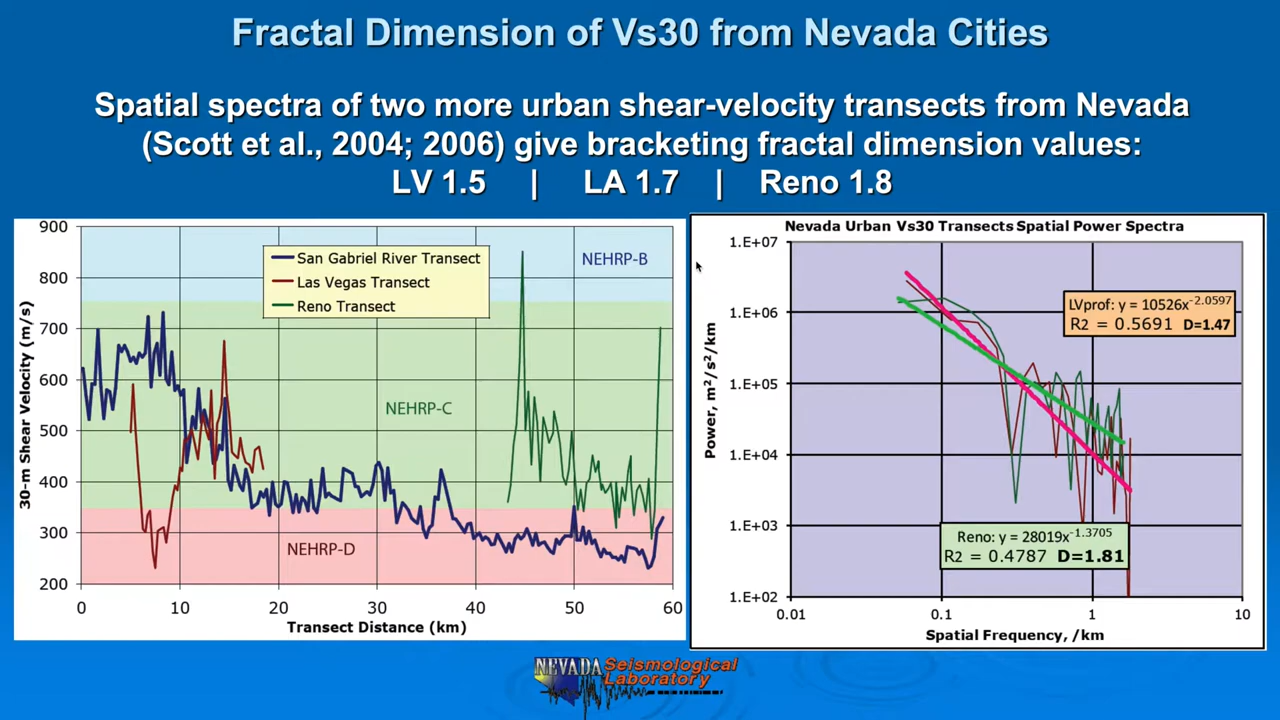 Fractal Dimension of Vs30 from Nevada Cities
Spatial spectra of two more urban shear-velocity transects from Nevada
(Scott et al., 2004; 2006) give bracketing fractal dimension values:
LV 1.5 | LA 1.7 | Reno 1.8
900
800
700
600
500
400
300
200
30-m Shear Velocity (m/s)
San Gabriel River Transect
Las Vegas Transect
Reno Transect
NEHRP-B
NEHRP-C
NEHRP-D
0 10 20 30 40 50 60
Transect Distance (km)
Nevada Urban Vs30 Transects Spatial Power Spectra
1.E+07
1.E+06
1.E+05
1.E+04
1.E+03
1.E+02
Power, m²/s²/km
LVprof: y = 10526x^-2.0597
R2 = 0.5691 D=1.47
Reno: y = 28019x^-1.3705
R2 = 0.4787 D=1.81
0.01 0.1 1 10
Spatial Frequency, /km
NEVADA Seismological
Laboratory